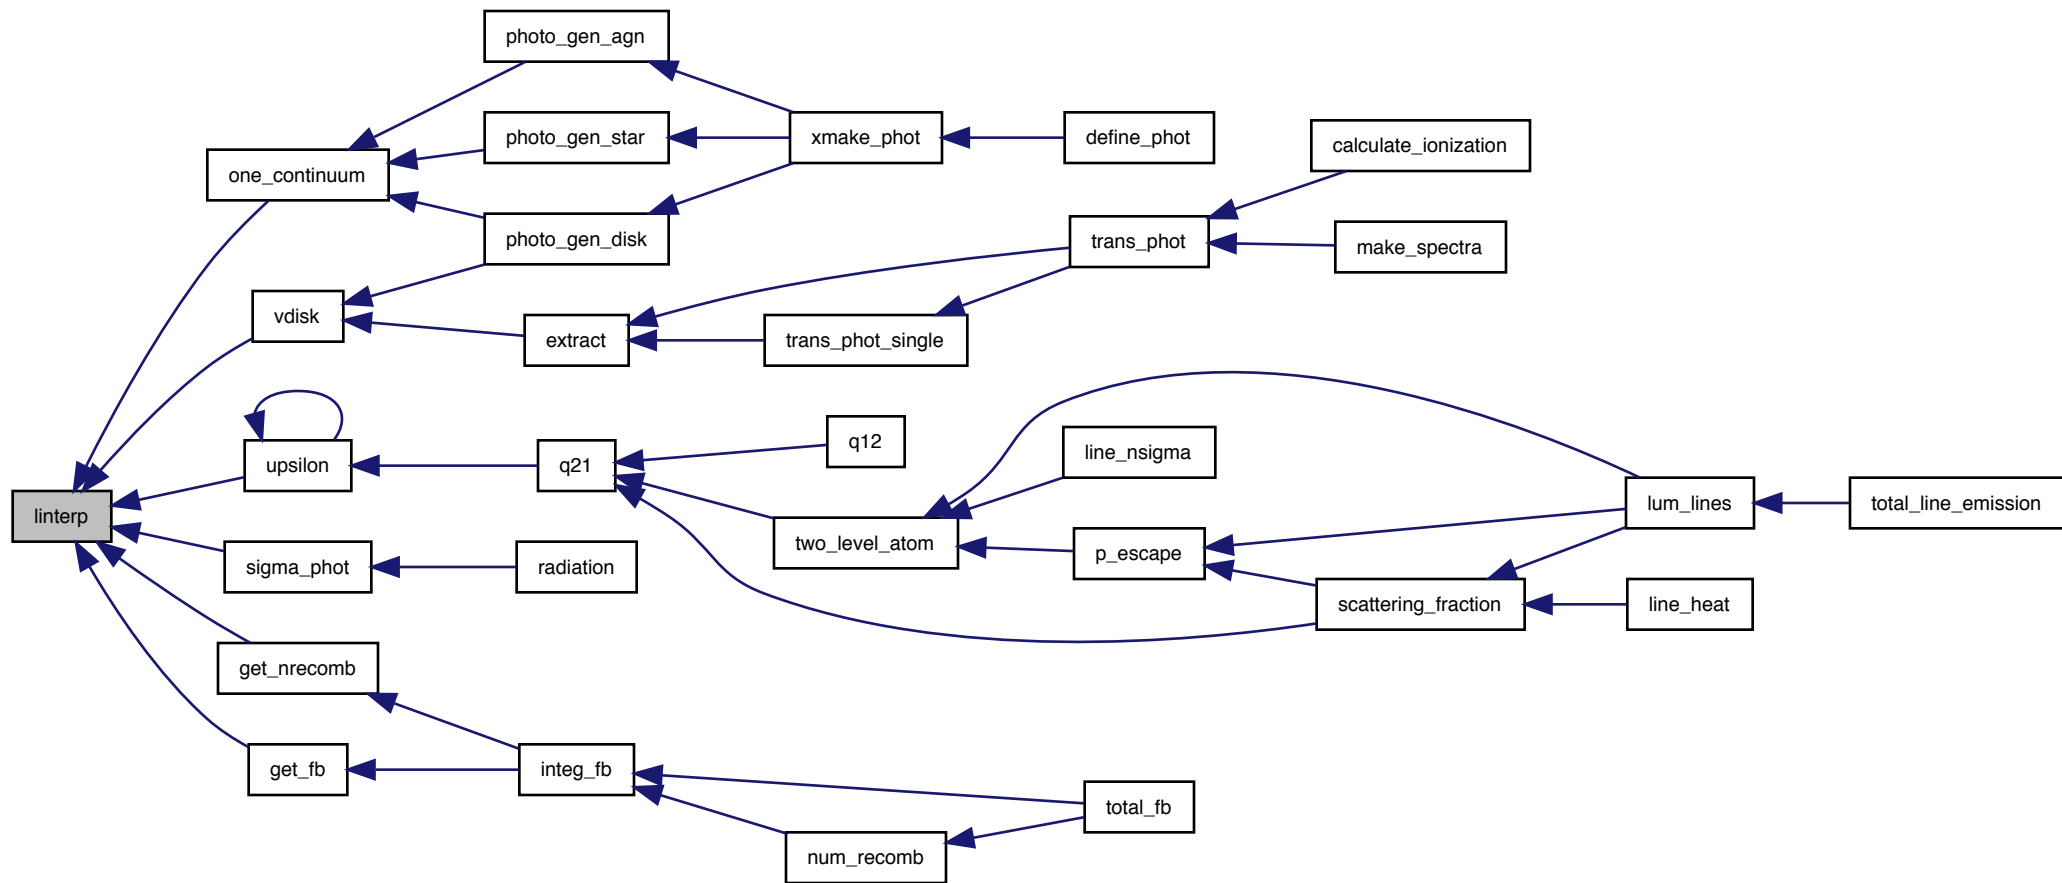 photo_gen_agn
photo_gen_star
xmake_phot
define_phot
calculate_ionization
one_continuum
photo_gen_disk
trans_phot
make_spectra
vdisk
extract
trans_phot_single
upsilon
q21
q12
line_nsigma
linterp
two_level_atom
lum_lines
total_line_emission
sigma_phot
radiation
p_escape
scattering_fraction
line_heat
get_nrecomb
get_fb
integ_fb
total_fb
num_recomb